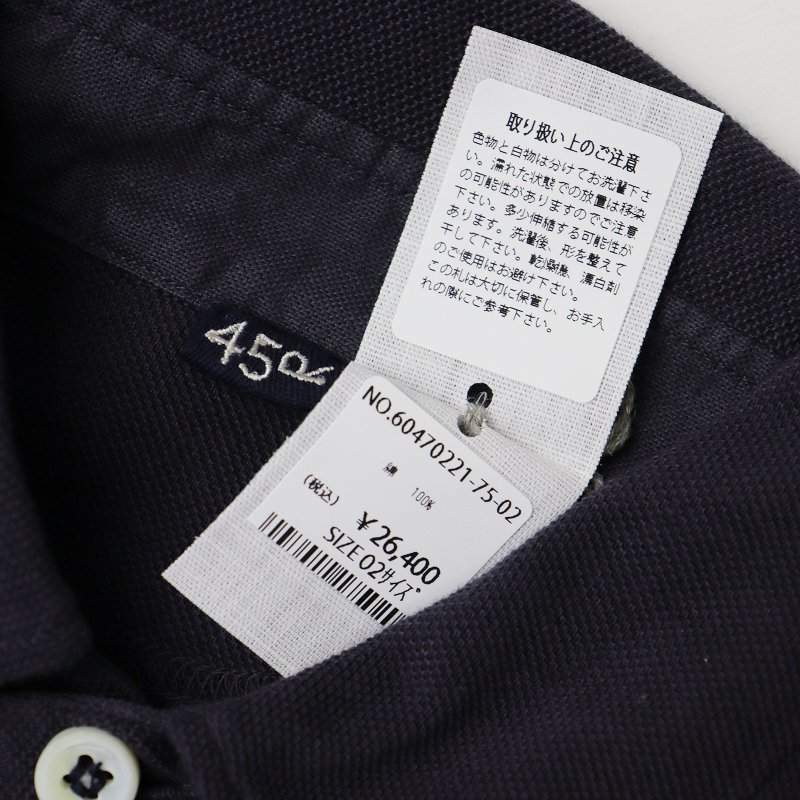 取り扱い上のご注意
色物と白物は分けてお洗濯下さ
い。濡れた状態での放置は移染
の可能性がありますのでご注意
下さい。多少伸縮する可能性が
あります。洗濯後、形を整えて
干して下さい。乾燥機、漂白剤
のご使用はお避け下さい。
この札は大切に保管し、お手入
れの際にご参考下さい。
45R
NO.60470221-75-02
綿 100%
(税込)
¥26,400
SIZE 02サイズ